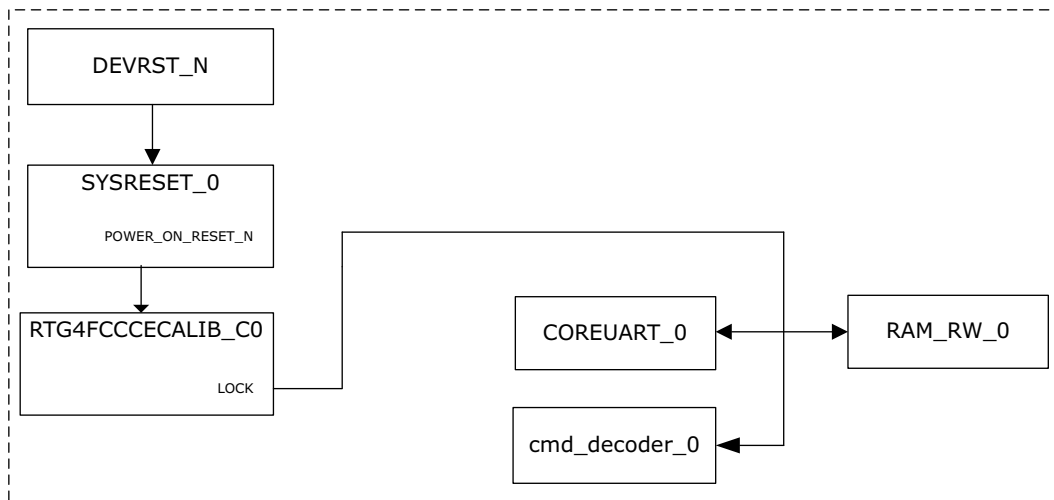 DEVRST_N
SYSRESET_0
POWER_ON_RESET_N
RTG4FCCCECALIB_C0
LOCK
COREUART_0
RAM_RW_0
cmd_decoder_0